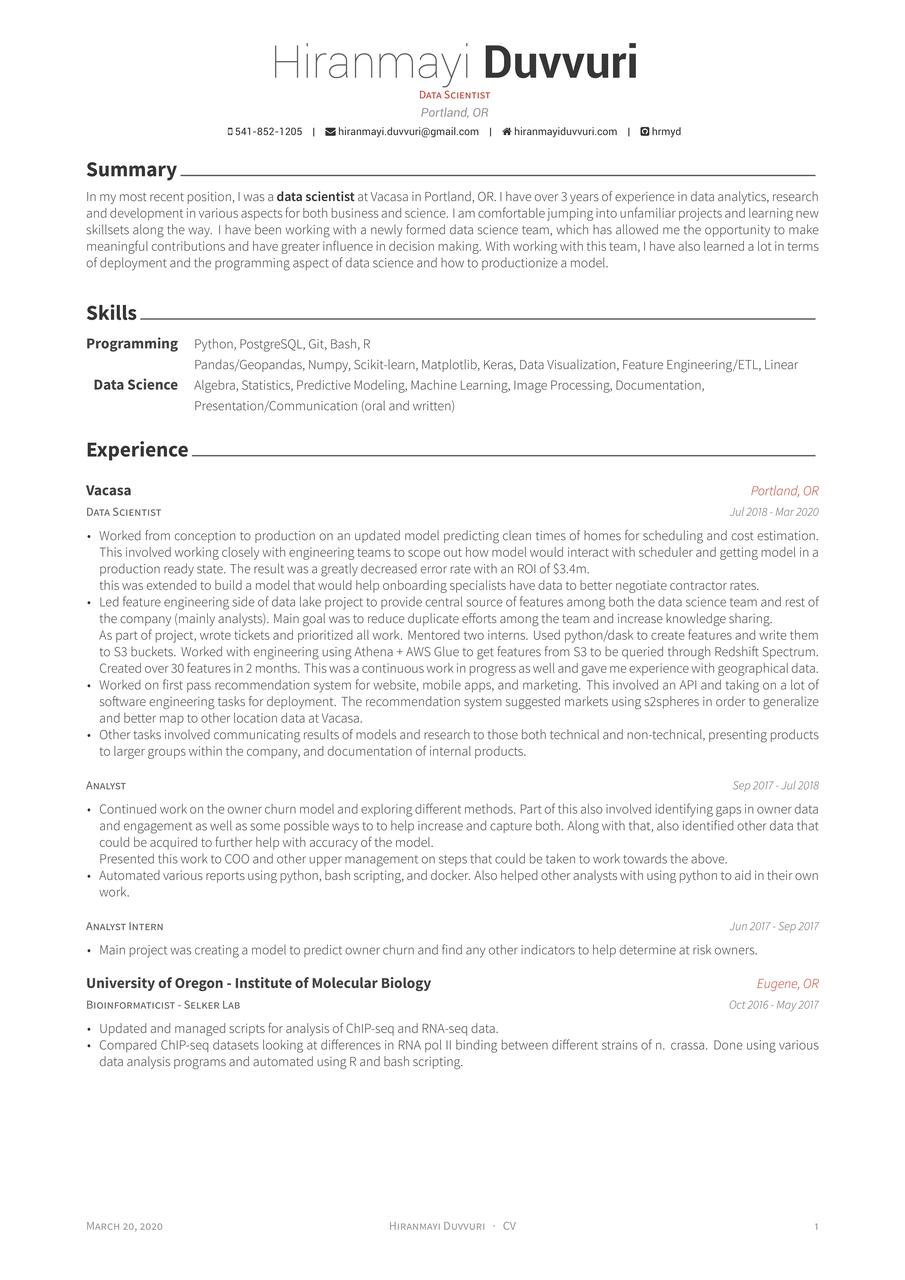 Hiranmayi Duvvuri
Data Scientist
Portland, OR
541-852-1205 | hiranmayi.duvvuri@gmail.com | hiranmayiduvvuri.com | hrmyd
Summary
In my most recent position, I was a data scientist at Vacasa in Portland, OR. I have over 3 years of experience in data analytics, research
and development in various aspects for both business and science. I am comfortable jumping into unfamiliar projects and learning new
skillsets along the way. I have been working with a newly formed data science team, which has allowed me the opportunity to make
meaningful contributions and have greater influence in decision making. With working with this team, I have also learned a lot in terms
of deployment and the programming aspect of data science and how to productionize a model.
Skills
Programming Python, PostgreSQL, Git, Bash, R
Pandas/Geopandas, Numpy, Scikit-learn, Matplotlib, Keras, Data Visualization, Feature Engineering/ETL, Linear
Data Science Algebra, Statistics, Predictive Modeling, Machine Learning, Image Processing, Documentation,
Presentation/Communication (oral and written)
Experience
Vacasa Portland, OR
Data Scientist Jul 2018 - Mar 2020
• Worked from conception to production on an updated model predicting clean times of homes for scheduling and cost estimation.
This involved working closely with engineering teams to scope out how model would interact with scheduler and getting model in a
production ready state. The result was a greatly decreased error rate with an ROI of $3.4m.
this was extended to build a model that would help onboarding specialists have data to better negotiate contractor rates.
• Led feature engineering side of data lake project to provide central source of features among both the data science team and rest of
the company (mainly analysts). Main goal was to reduce duplicate efforts among the team and increase knowledge sharing.
As part of project, wrote tickets and prioritized all work. Mentored two interns. Used python/dask to create features and write them
to S3 buckets. Worked with engineering using Athena + AWS Glue to get features from S3 to be queried through Redshift Spectrum.
Created over 30 features in 2 months. This was a continuous work in progress as well and gave me experience with geographical data.
• Worked on first pass recommendation system for website, mobile apps, and marketing. This involved an API and taking on a lot of
software engineering tasks for deployment. The recommendation system suggested markets using s2spheres in order to generalize
and better map to other location data at Vacasa.
• Other tasks involved communicating results of models and research to those both technical and non-technical, presenting products
to larger groups within the company, and documentation of internal products.
Analyst Sep 2017 - Jul 2018
• Continued work on the owner churn model and exploring different methods. Part of this also involved identifying gaps in owner data
and engagement as well as some possible ways to to help increase and capture both. Along with that, also identified other data that
could be acquired to further help with accuracy of the model.
Presented this work to COO and other upper management on steps that could be taken to work towards the above.
• Automated various reports using python, bash scripting, and docker. Also helped other analysts with using python to aid in their own
work.
Analyst Intern Jun 2017 - Sep 2017
• Main project was creating a model to predict owner churn and find any other indicators to help determine at risk owners.
University of Oregon - Institute of Molecular Biology Eugene, OR
Bioinformaticist - Selker Lab Oct 2016 - May 2017
• Updated and managed scripts for analysis of ChIP-seq and RNA-seq data.
• Compared ChIP-seq datasets looking at differences in RNA pol II binding between different strains of n. crassa. Done using various
data analysis programs and automated using R and bash scripting.
March 20, 2020 Hiranmayi Duvvuri · CV 1